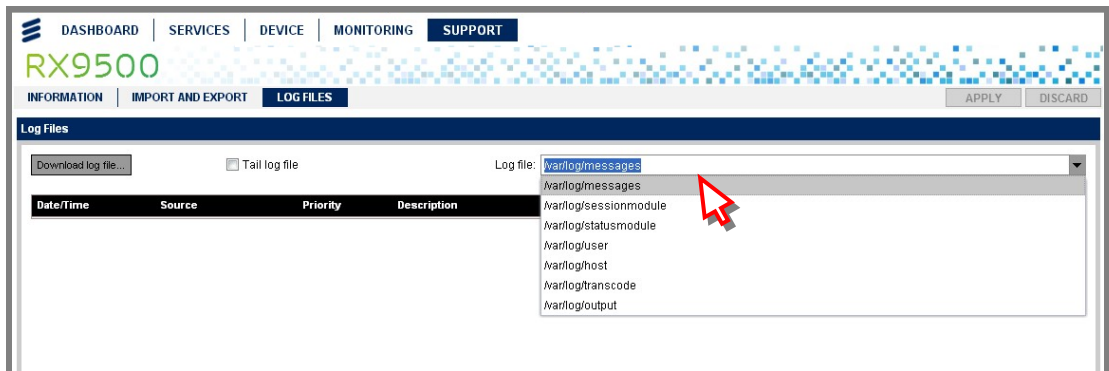 DASHBOARD SERVICES DEVICE MONITORING SUPPORT
RX9500
INFORMATION IMPORT AND EXPORT LOG FILES APPLY DISCARD
Log Files
Download log file... Tail log file Log file: /var/log/messages
/var/log/messages
Date/Time Source Priority Description
/var/log/sessionmodule
/var/log/statusmodule
/var/log/user
/var/log/host
/var/log/transcode
/var/log/output